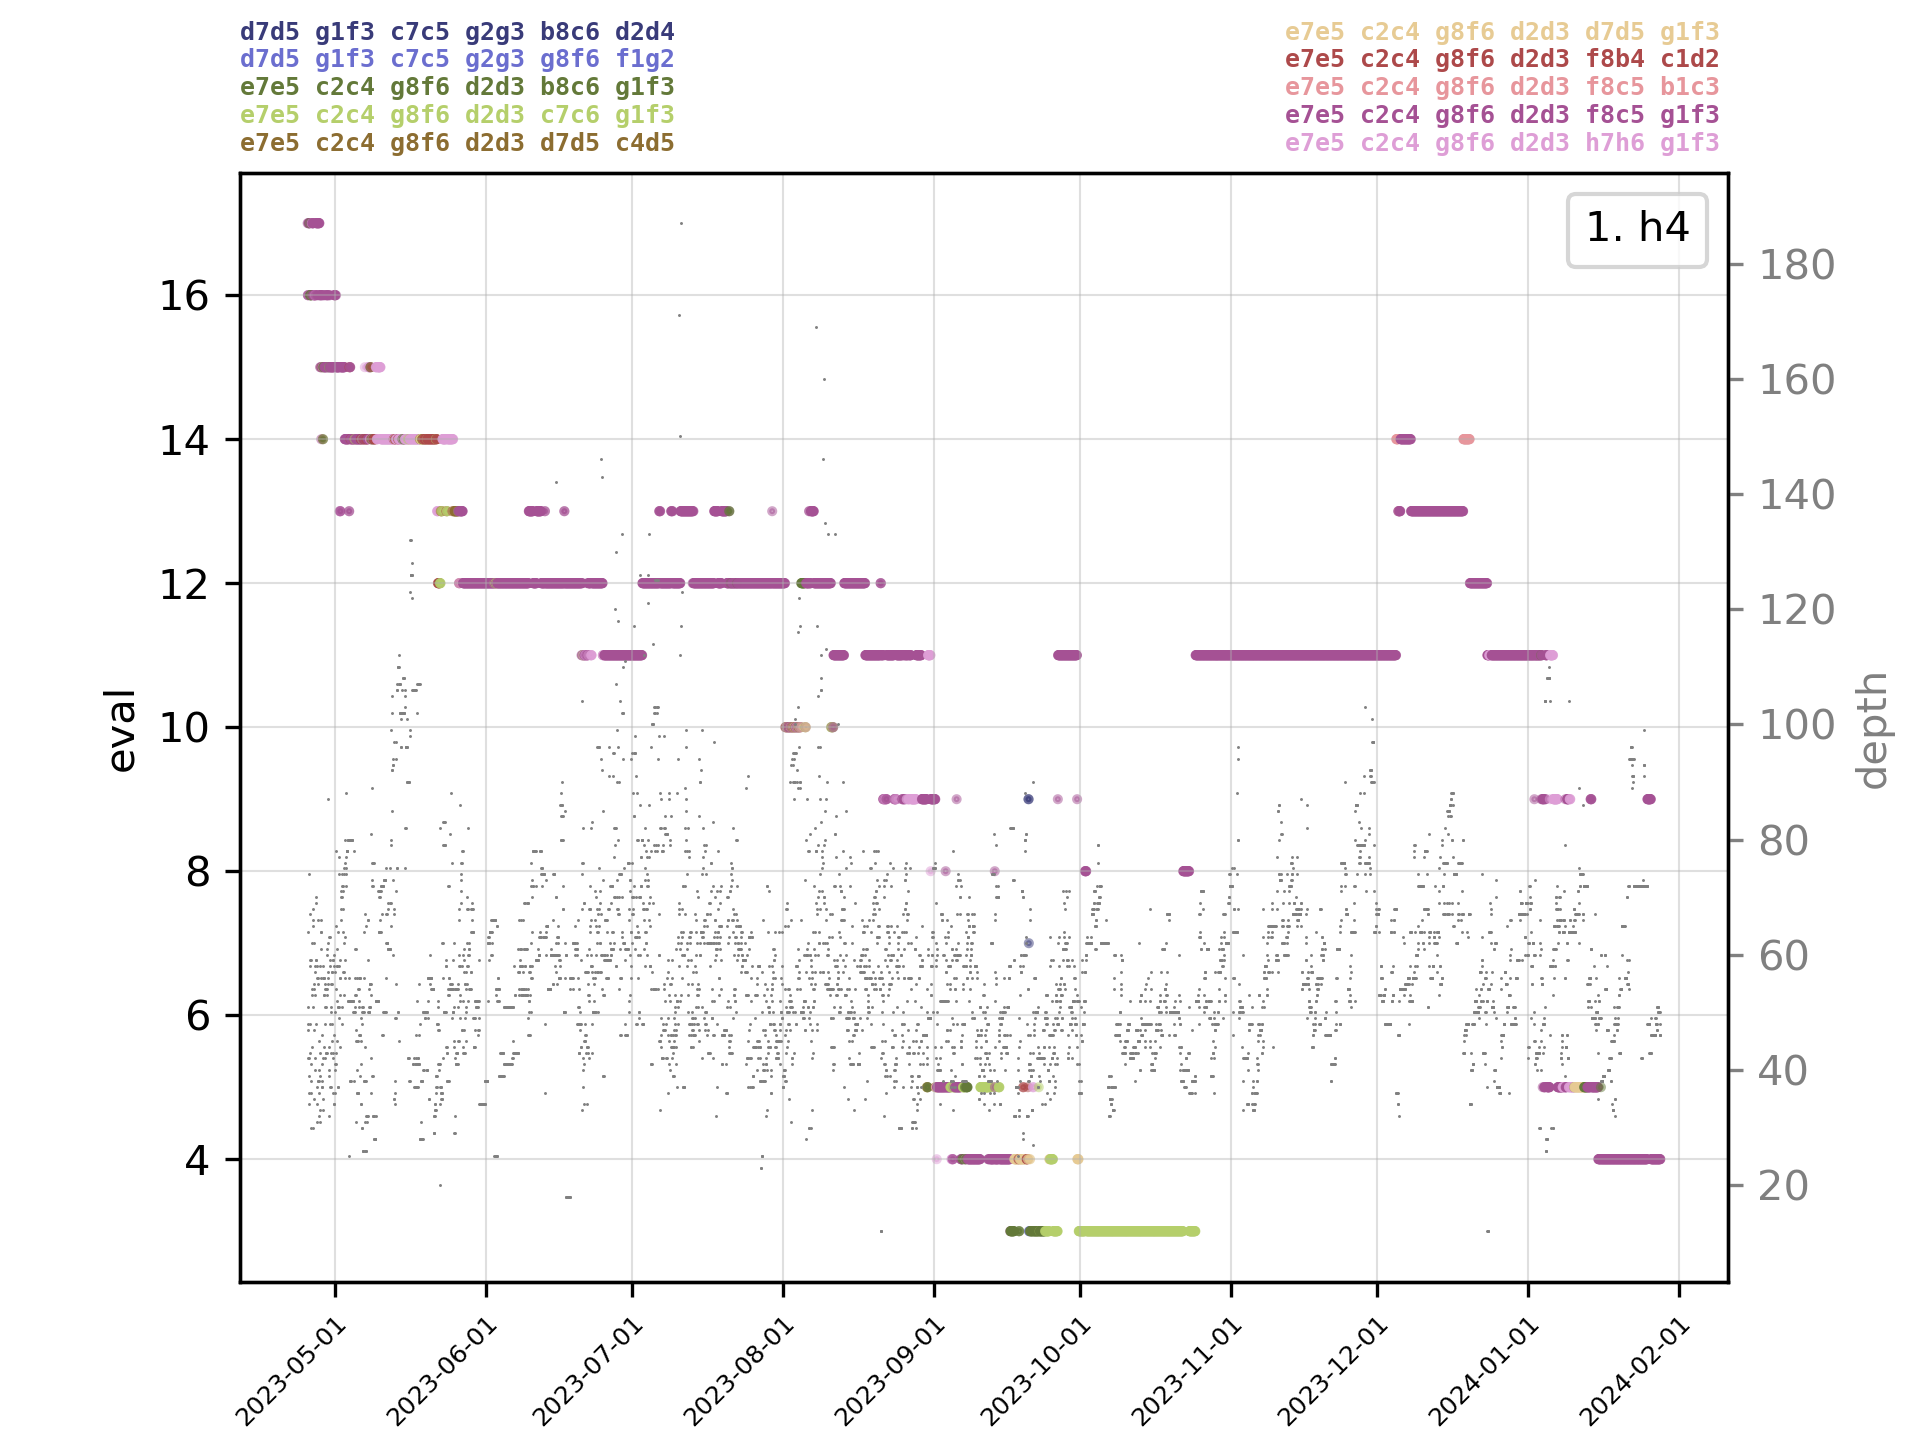 d7d5 g1f3 c7c5 g2g3 b8c6 d2d4
d7d5 g1f3 c7c5 g2g3 g8f6 f1g2
e7e5 c2c4 g8f6 d2d3 b8c6 g1f3
e7e5 c2c4 g8f6 d2d3 c7c6 g1f3
e7e5 c2c4 g8f6 d2d3 d7d5 c4d5
e7e5 c2c4 g8f6 d2d3 d7d5 g1f3
e7e5 c2c4 g8f6 d2d3 f8b4 c1d2
e7e5 c2c4 g8f6 d2d3 f8c5 b1c3
e7e5 c2c4 g8f6 d2d3 f8c5 g1f3
e7e5 c2c4 g8f6 d2d3 h7h6 g1f3
1. h4
eval
16
14
12
10
8
6
4
depth
180
160
140
120
100
80
60
40
20
2023-05-01
2023-06-01
2023-07-01
2023-08-01
2023-09-01
2023-10-01
2023-11-01
2023-12-01
2024-01-01
2024-02-01